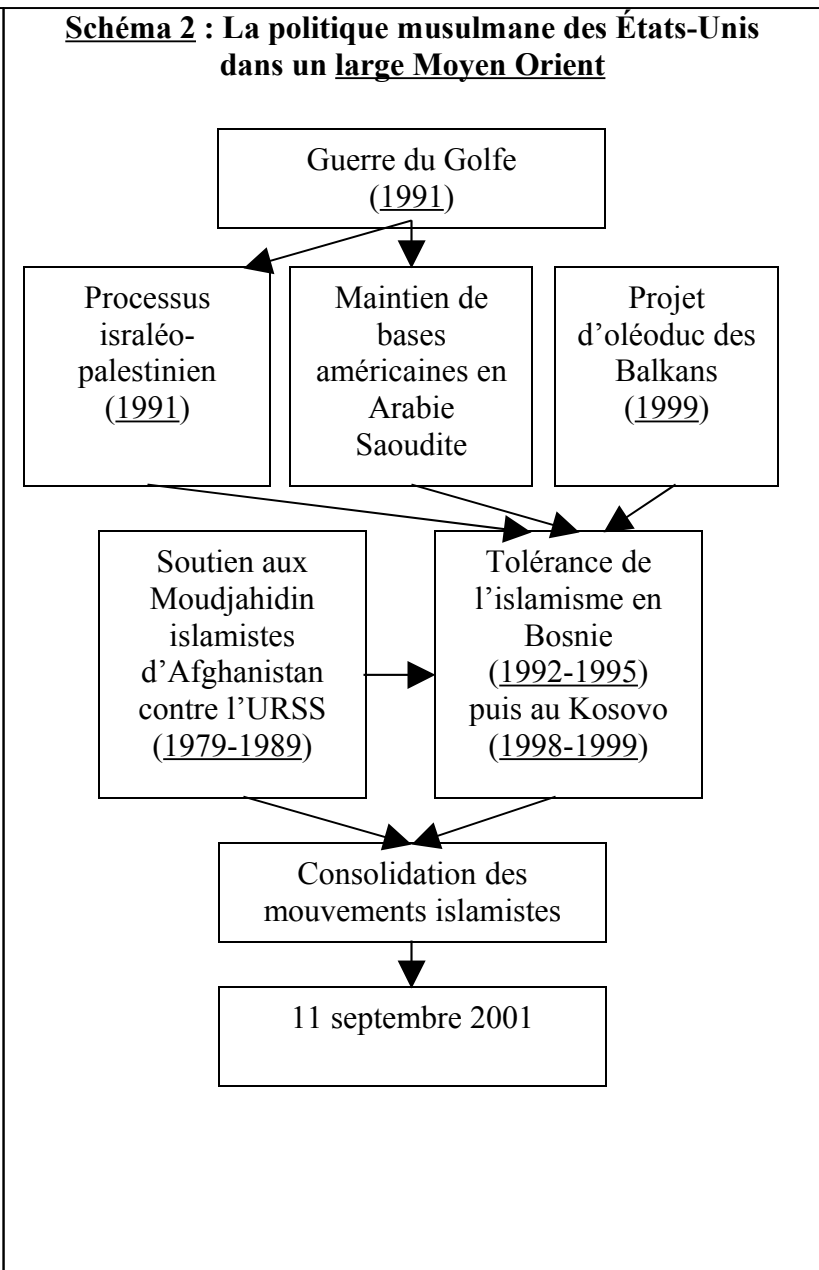 Schéma 2 : La politique musulmane des États-Unis
dans un large Moyen Orient
Guerre du Golfe
(1991)
Processus
israléo-
palestinien
(1991)
Maintien de
bases
américaines en
Arabie
Saoudite
Projet
d’oléoduc des
Balkans
(1999)
Soutien aux
Moudjahidin
islamistes
d’Afghanistan
contre l’URSS
(1979-1989)
Tolérance de
l’islamisme en
Bosnie
(1992-1995)
puis au Kosovo
(1998-1999)
Consolidation des
mouvements islamistes
11 septembre 2001